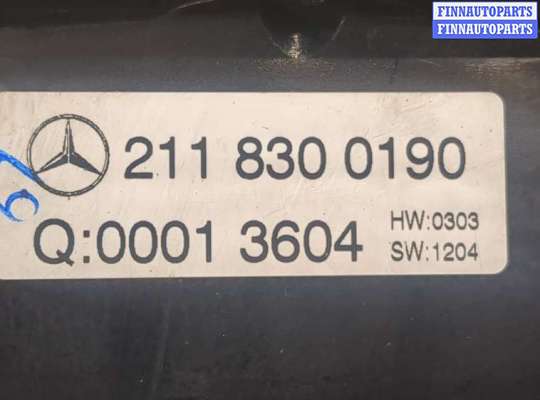 FINNAUTOPARTS
FINNAUTOPARTS
211 830 0190
Q:0001 3604
HW:0303
SW:1204